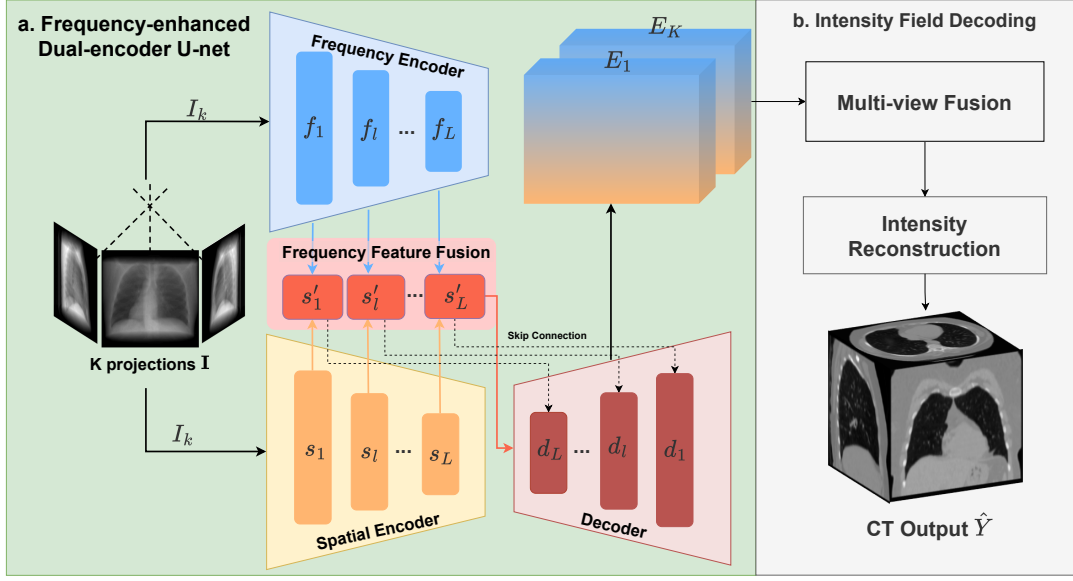 a. Frequency-enhanced
Dual-encoder U-net
Frequency Encoder
f_1 f_l ... f_L
I_k
E_K
E_1
Frequency Feature Fusion
s'_1 s'_l ... s'_L
Skip Connection
K projections I
I_k
s_1 s_l ... s_L
Spatial Encoder
d_L ... d_l d_1
Decoder
b. Intensity Field Decoding
Multi-view Fusion
Intensity
Reconstruction
CT Output Ŷ